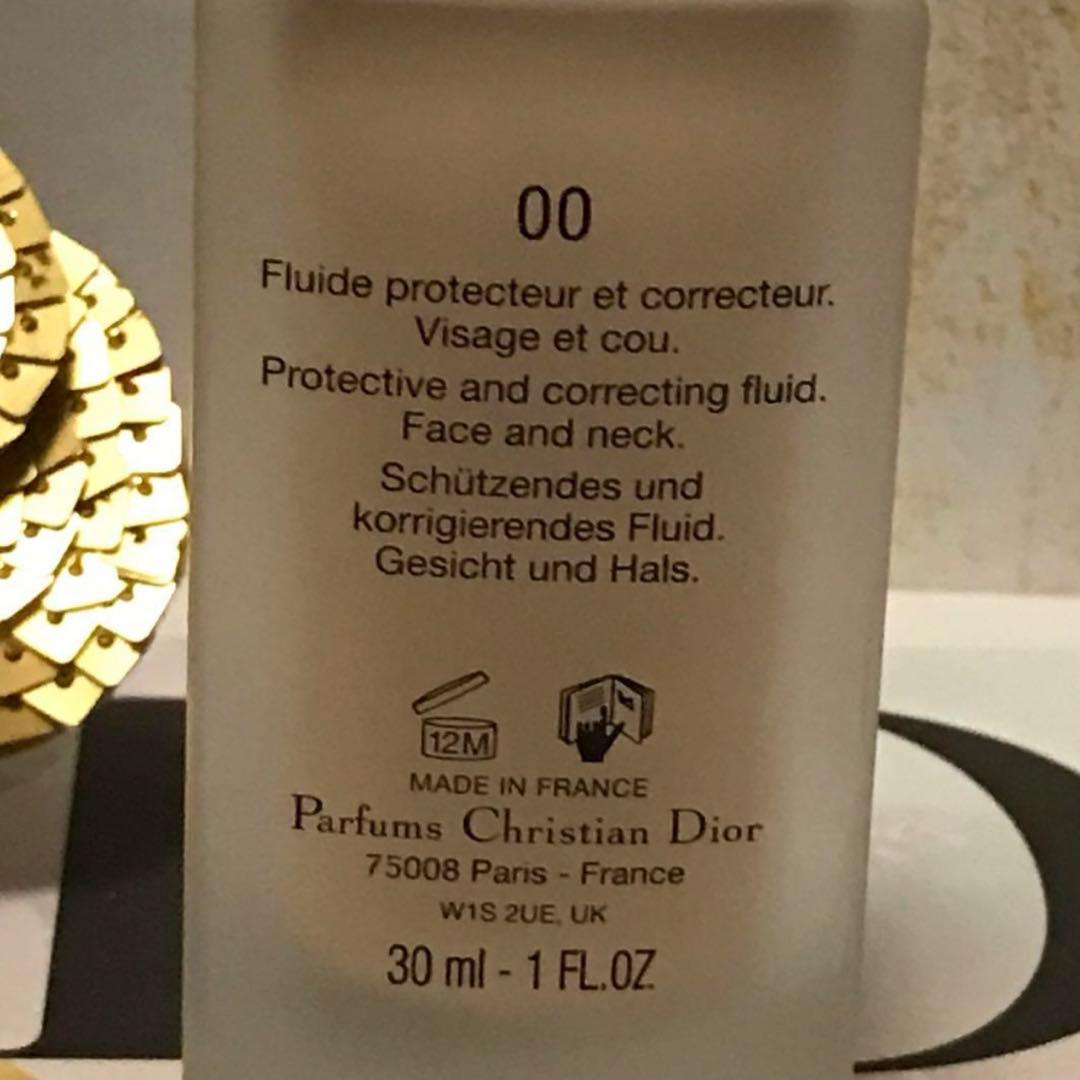 00
Fluide protecteur et correcteur.
Visage et cou.
Protective and correcting fluid.
Face and neck.
Schützendes und
korrigierendes Fluid.
Gesicht und Hals.
12M
MADE IN FRANCE
Parfums Christian Dior
75008 Paris - France
W1S 2UE, UK
30 ml - 1 FL.OZ.